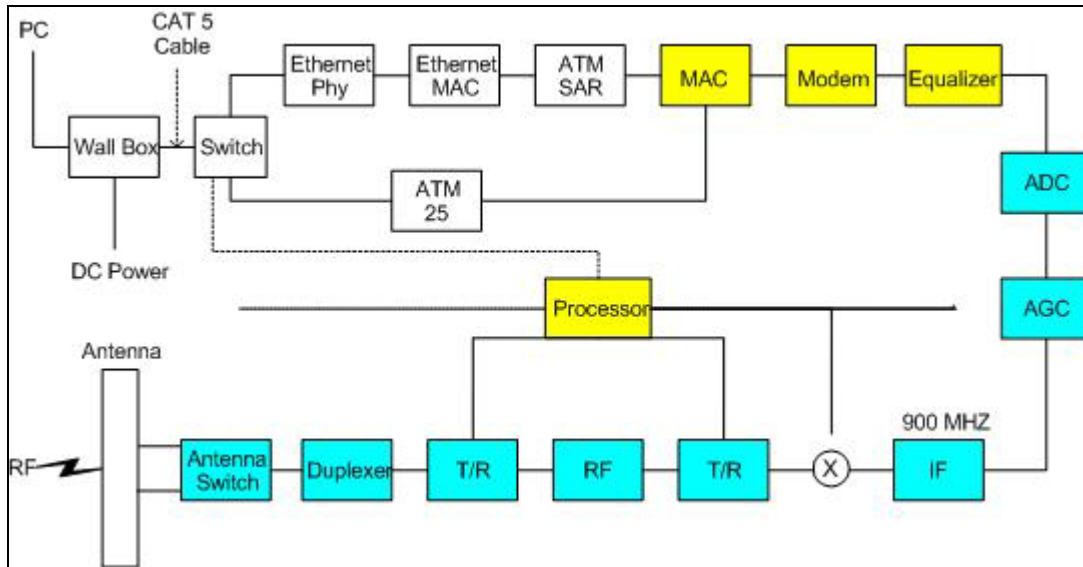 PC
CAT 5
Cable
Ethernet
Phy
Ethernet
MAC
ATM
SAR
MAC
Modem
Equalizer
Wall Box
Switch
ATM
25
ADC
DC Power
Processor
AGC
Antenna
900 MHZ
RF
Antenna
Switch
Duplexer
T/R
RF
T/R
X
IF